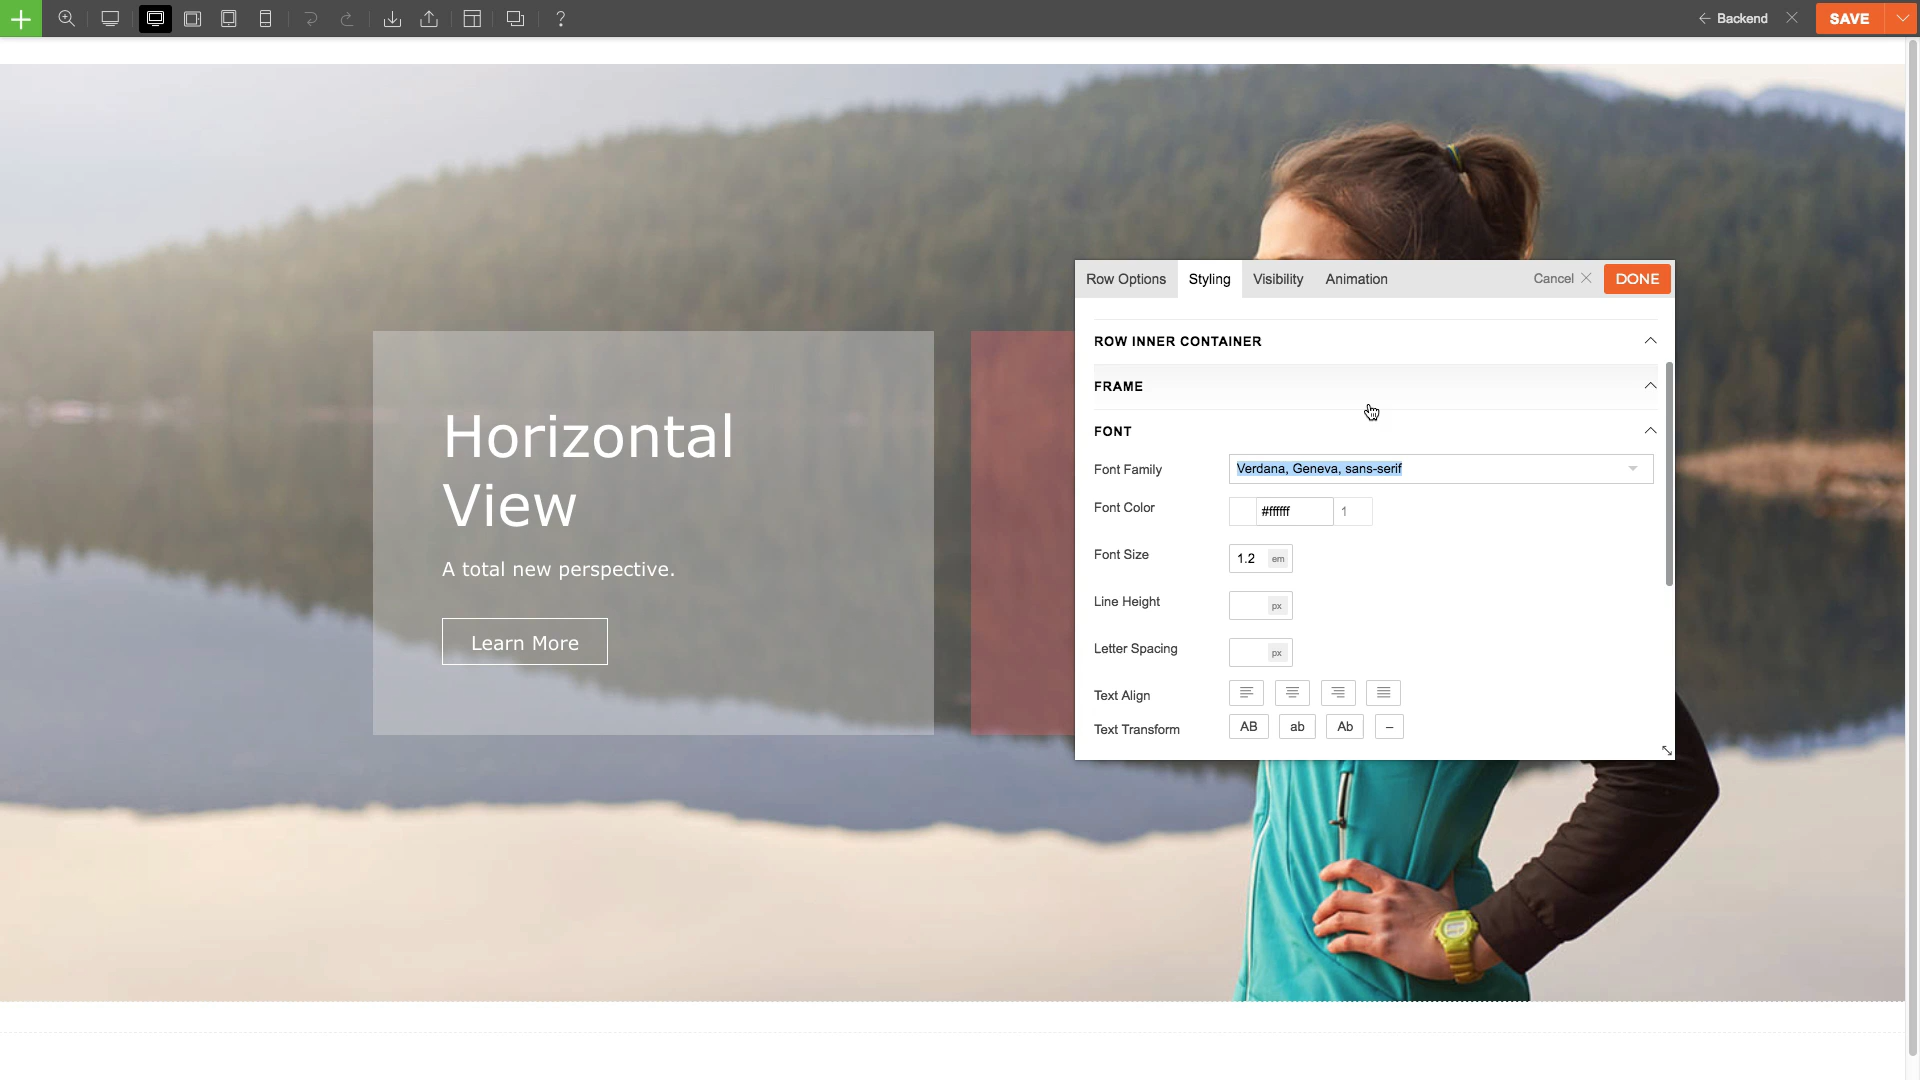 Backend
SAVE
Row Options
Styling
Visibility
Animation
Cancel
DONE
ROW INNER CONTAINER
FRAME
FONT
Font Family
Verdana, Geneva, sans-serif
Font Color
#ffffff
1
Font Size
1.2
em
Line Height
px
Letter Spacing
px
Text Align
Text Transform
AB
ab
Ab
–
Horizontal
View
A total new perspective.
Learn More